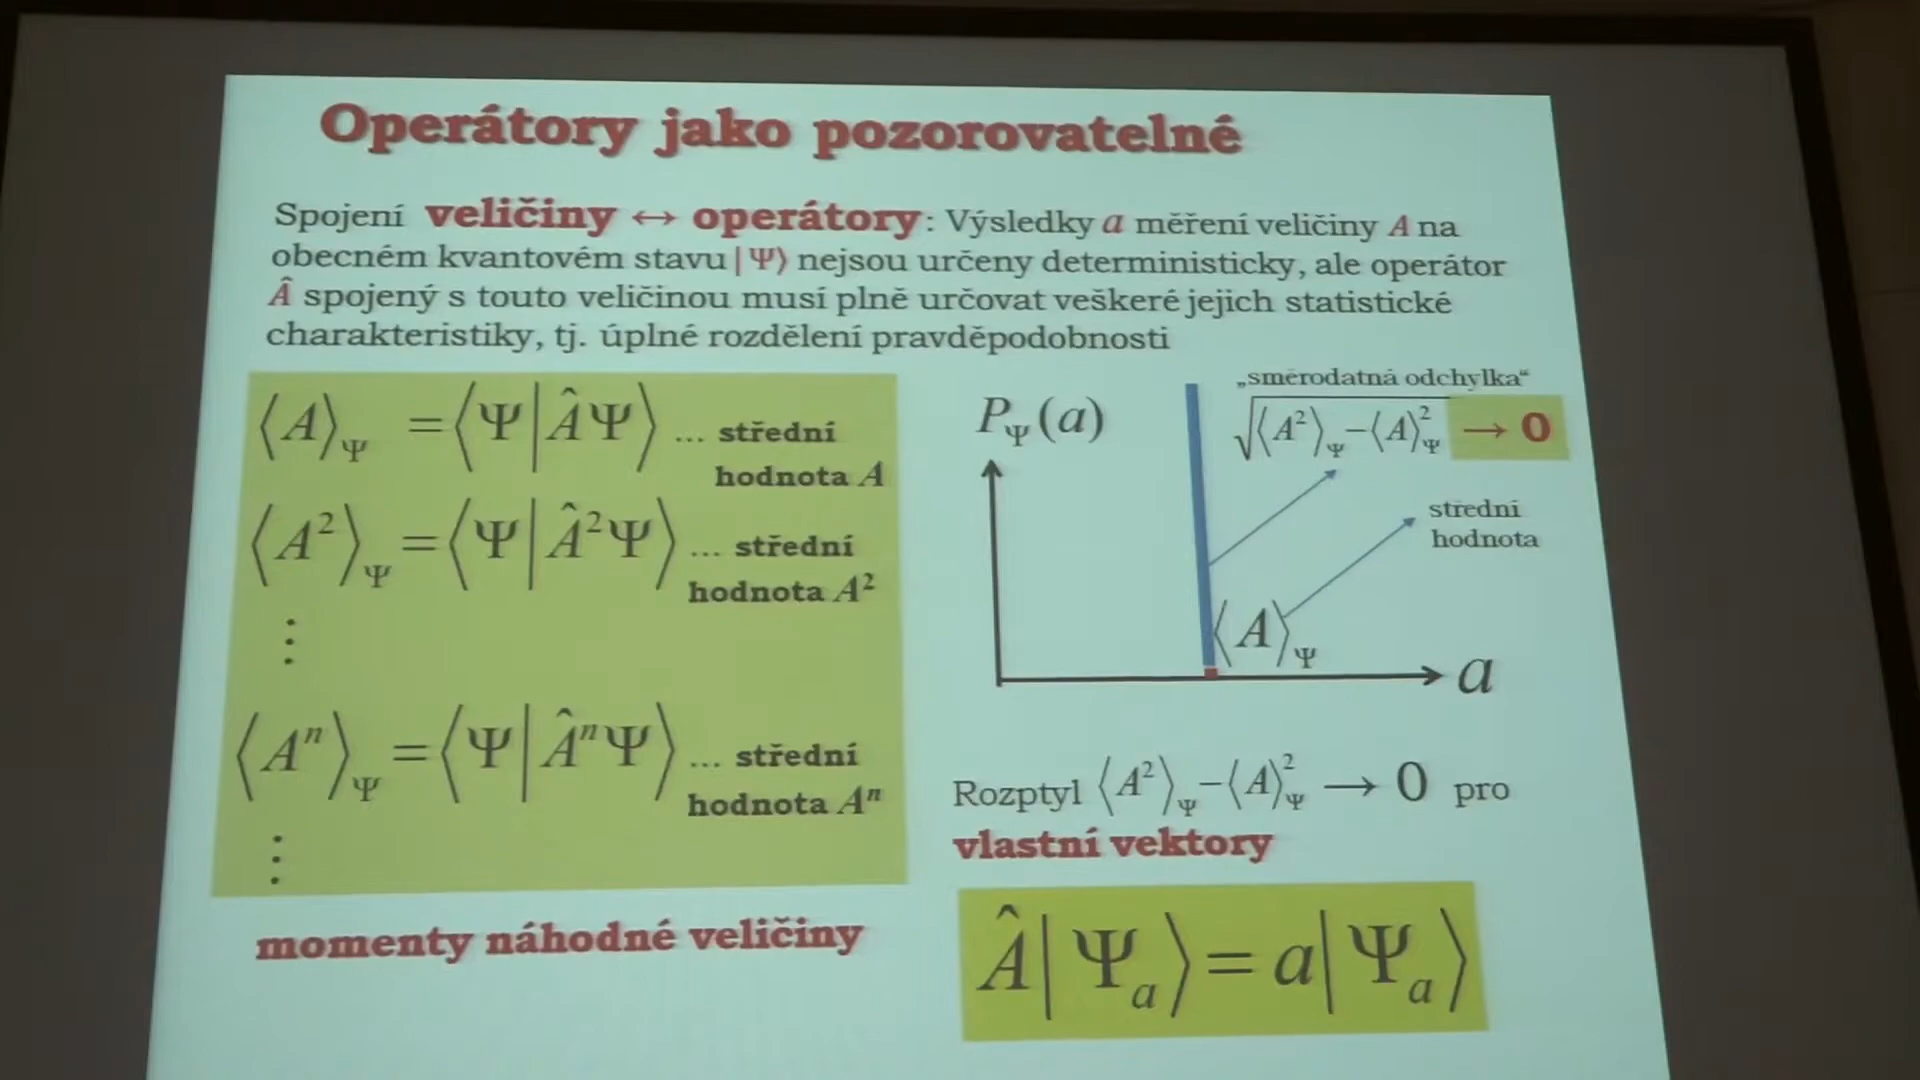 Operátory jako pozorovatelné
Spojení veličiny ↔ operátory: Výsledky a měření veličiny A na
obecném kvantovém stavu |Ψ⟩ nejsou určeny deterministicky, ale operátor
Â spojený s touto veličinou musí plně určovat veškeré jejich statistické
charakteristiky, tj. úplné rozdělení pravděpodobnosti
⟨A⟩_Ψ = ⟨Ψ|ÂΨ⟩ ... střední
hodnota A
⟨A²⟩_Ψ = ⟨Ψ|Â²Ψ⟩ ... střední
hodnota A²
⋮
⟨Aⁿ⟩_Ψ = ⟨Ψ|ÂⁿΨ⟩ ... střední
hodnota Aⁿ
⋮
momenty náhodné veličiny
P_Ψ(a)
„směrodatná odchylka“
√(⟨A²⟩_Ψ − ⟨A⟩²_Ψ) → 0
střední
hodnota
⟨A⟩_Ψ
a
Rozptyl ⟨A²⟩_Ψ − ⟨A⟩²_Ψ → 0 pro
vlastní vektory
Â|Ψ_a⟩ = a|Ψ_a⟩